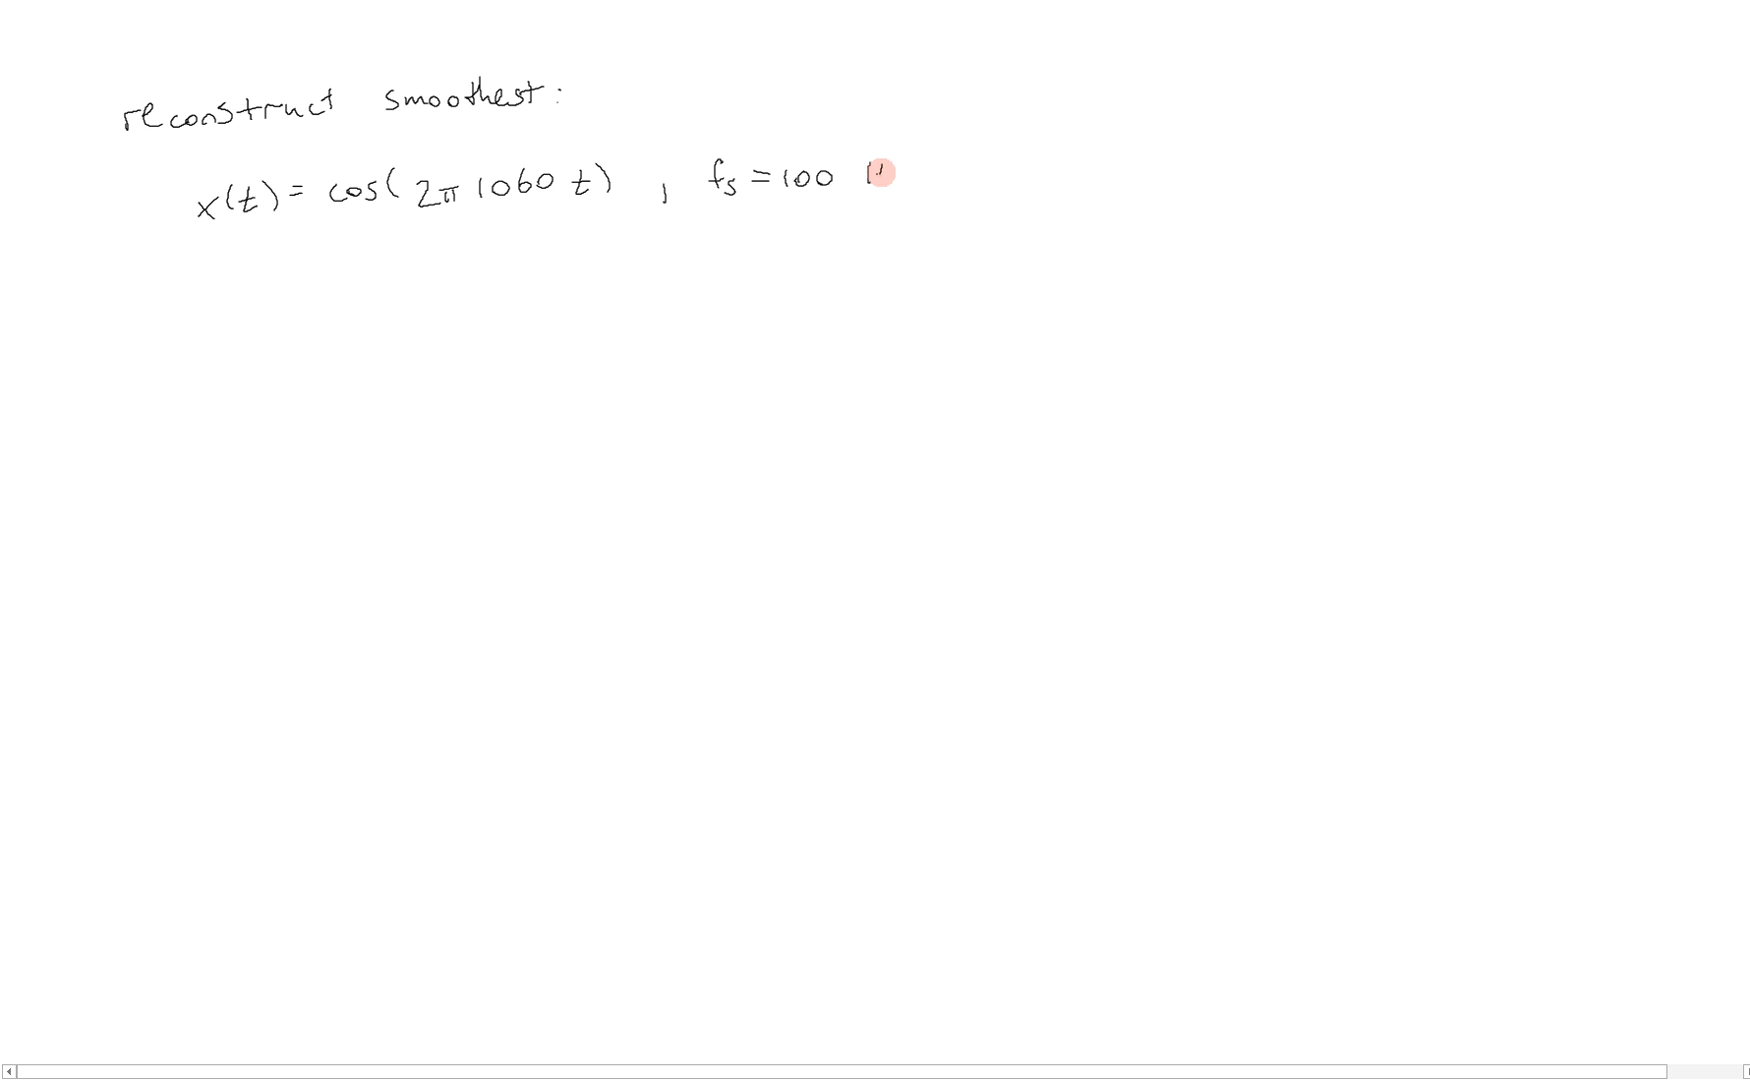 reconstruct smoothest:
x(t) = cos(2π 1060 t) , fs = 100